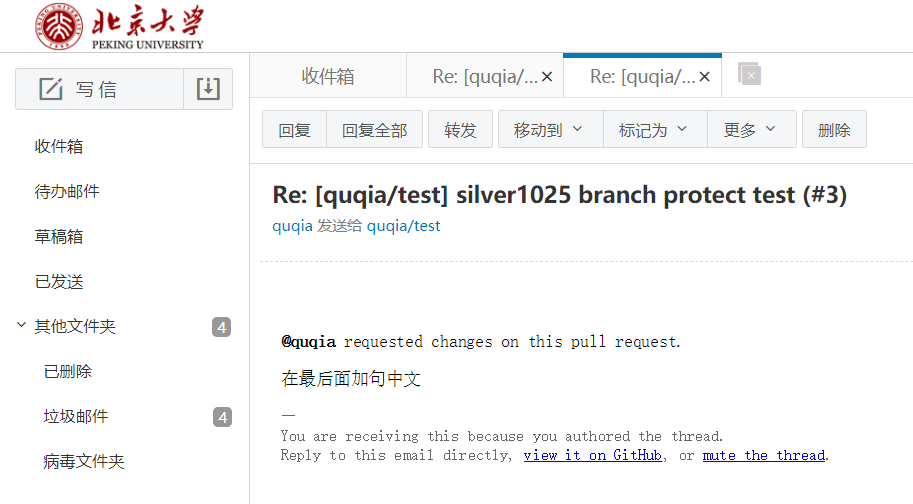 北京大学
PEKING UNIVERSITY
PEKING UNIVERSITY
1898
写信
收件箱
待办邮件
草稿箱
已发送
其他文件夹 4
已删除
垃圾邮件 4
病毒文件夹
收件箱 Re: [quqia/... × Re: [quqia/... ×
回复 回复全部 转发 移动到 标记为 更多 删除
Re: [quqia/test] silver1025 branch protect test (#3)
quqia 发送给 quqia/test
@quqia requested changes on this pull request.
在最后面加句中文
—
You are receiving this because you authored the thread.
Reply to this email directly, view it on GitHub, or mute the thread.